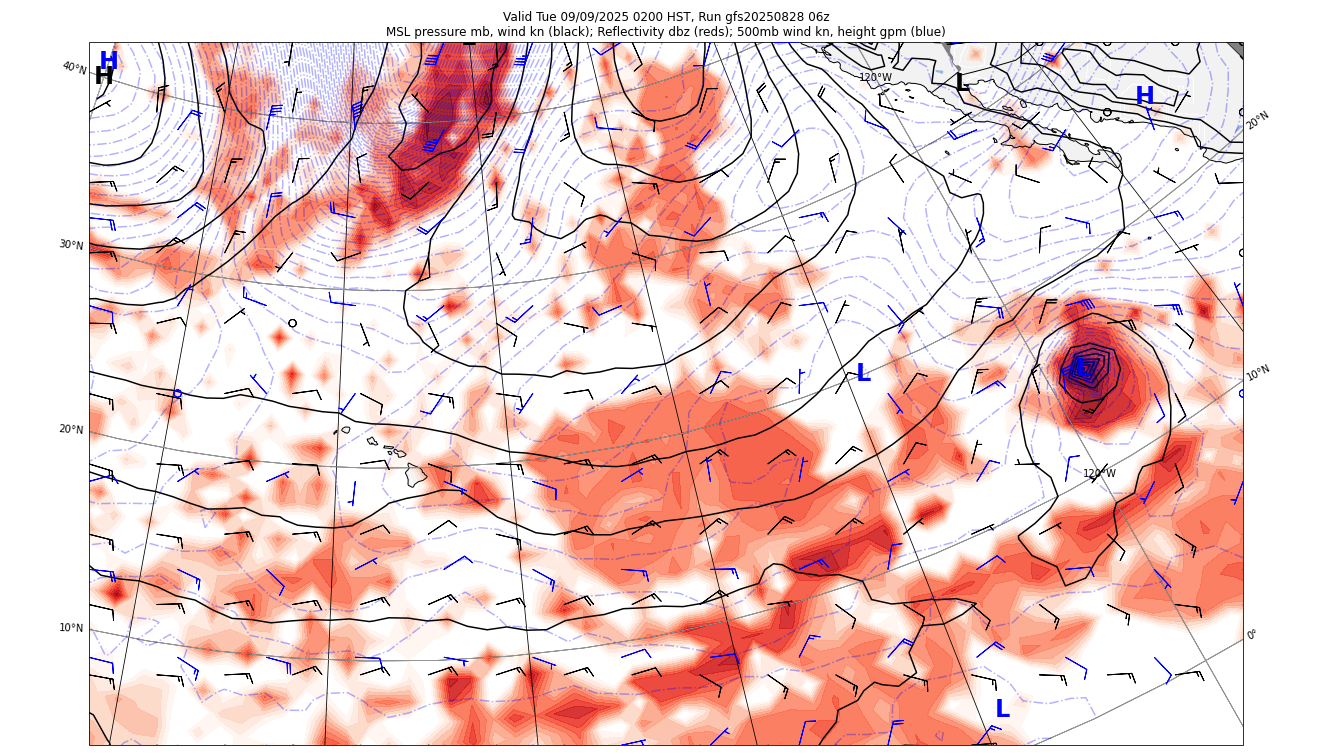 Valid Tue 09/09/2025 0200 HST, Run gfs20250828 06z
MSL pressure mb, wind kn (black); Reflectivity dbz (reds); 500mb wind kn, height gpm (blue)
H
H
40°N
120°W
L
H
20°N
30°N
L
10°N
L
20°N
120°W
10°N
0°
L